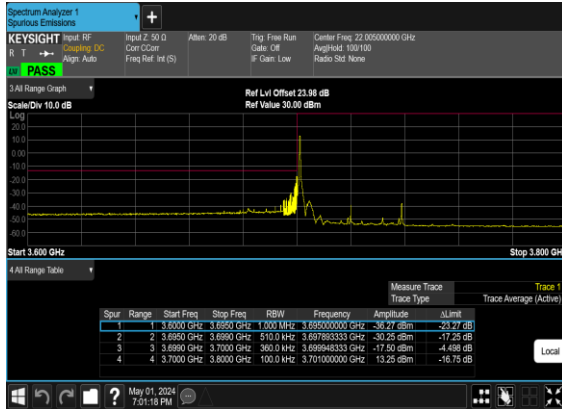 Spectrum Analyzer 1
Spurious Emissions
KEYSIGHT Input: RF Input Z: 50 Ω Atten: 20 dB Trig: Free Run Center Freq: 22.005000000 GHz
R T Coupling: DC Corr CCorr Gate: Off Avg|Hold: 100/100
Align: Auto Freq Ref: Int (S) IF Gain: Low Radio Std: None
LXI PASS
3 All Range Graph
Ref Lvl Offset 23.98 dB
Scale/Div 10.0 dB Ref Value 30.00 dBm
Log
20.0
10.0
0.00
-10.0
-20.0
-30.0
-40.0
-50.0
-60.0
Start 3.600 GHz Stop 3.800 GH
4 All Range Table
Measure Trace Trace 1
Trace Type Trace Average (Active)
Spur Range Start Freq Stop Freq RBW Frequency Amplitude ΔLimit
1 1 3.6000 GHz 3.6950 GHz 1.000 MHz 3.695000000 GHz -36.27 dBm -23.27 dB
2 2 3.6950 GHz 3.6990 GHz 510.0 kHz 3.697893333 GHz -30.25 dBm -17.25 dB
3 3 3.6990 GHz 3.7000 GHz 360.0 kHz 3.699948333 GHz -17.50 dBm -4.498 dB
4 4 3.7000 GHz 3.8000 GHz 100.0 kHz 3.701000000 GHz 13.25 dBm -16.75 dB
Local
? May 01, 2024
7:01:18 PM